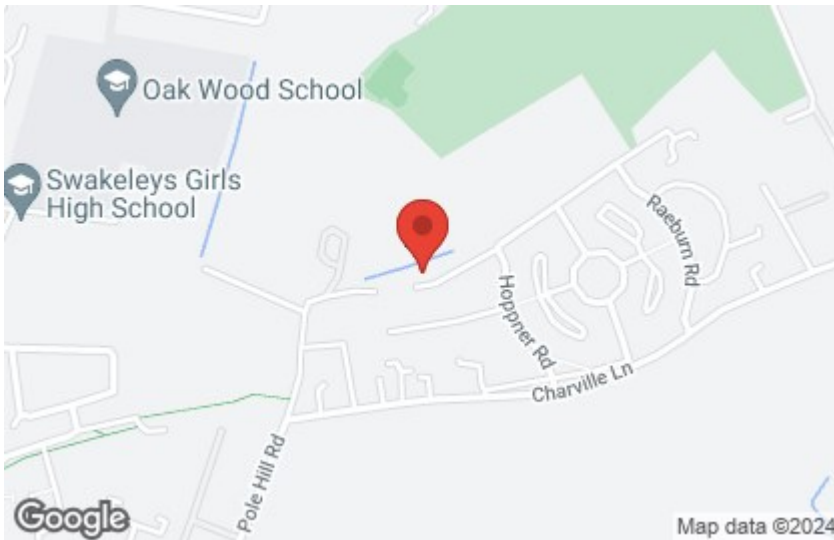 Oak Wood School
Swakeleys Girls
High School
Raeburn Rd
Hoppner Rd
Charville Ln
Pole Hill Rd
Google
Map data ©2024